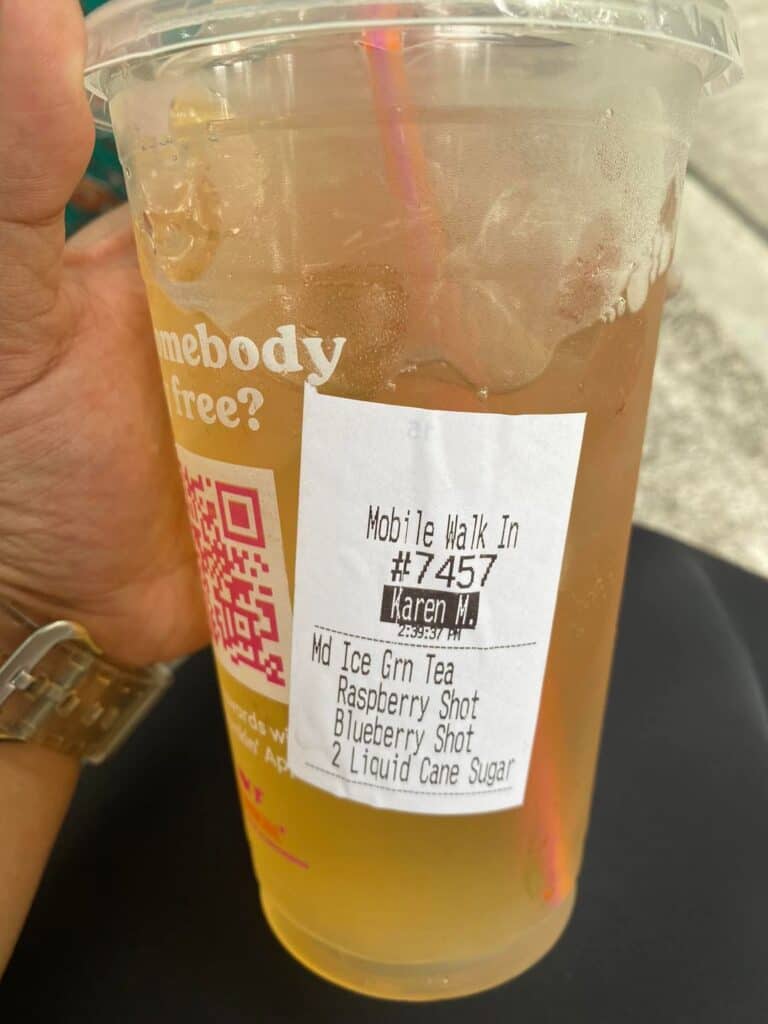 mebody
free?
Mobile Walk In
#7457
Karen M.
2:39:37 PM
Md Ice Grn Tea
Raspberry Shot
Blueberry Shot
2 Liquid Cane Sugar